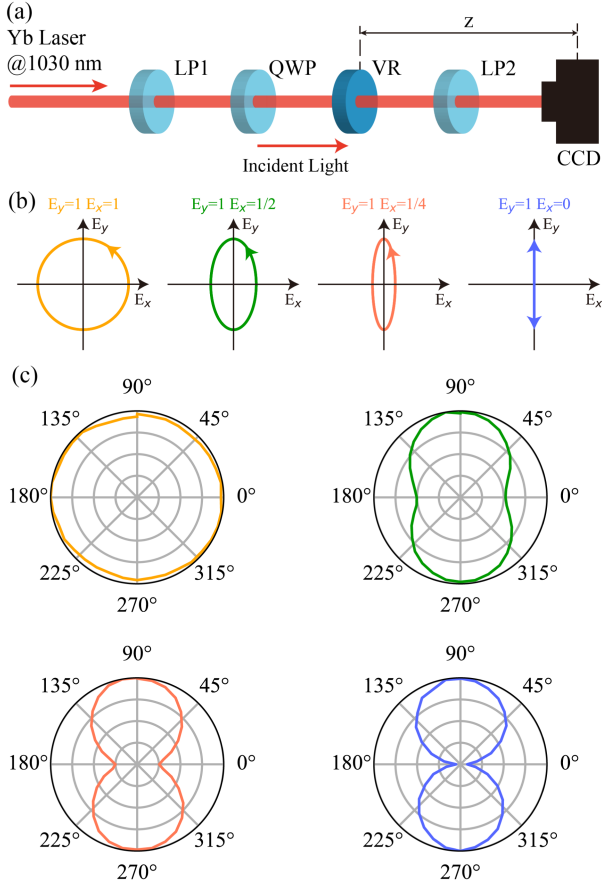 (a)
z
Yb Laser
@1030 nm
LP1
QWP
VR
LP2
Incident Light
CCD
(b)
Ey=1 Ex=1
Ey=1 Ex=1/2
Ey=1 Ex=1/4
Ey=1 Ex=0
Ey
Ey
Ey
Ey
Ex
Ex
Ex
Ex
(c)
90°
90°
135°
45°
135°
45°
180°
0°
180°
0°
225°
315°
225°
315°
270°
270°
90°
90°
135°
45°
135°
45°
180°
0°
180°
0°
225°
315°
225°
315°
270°
270°